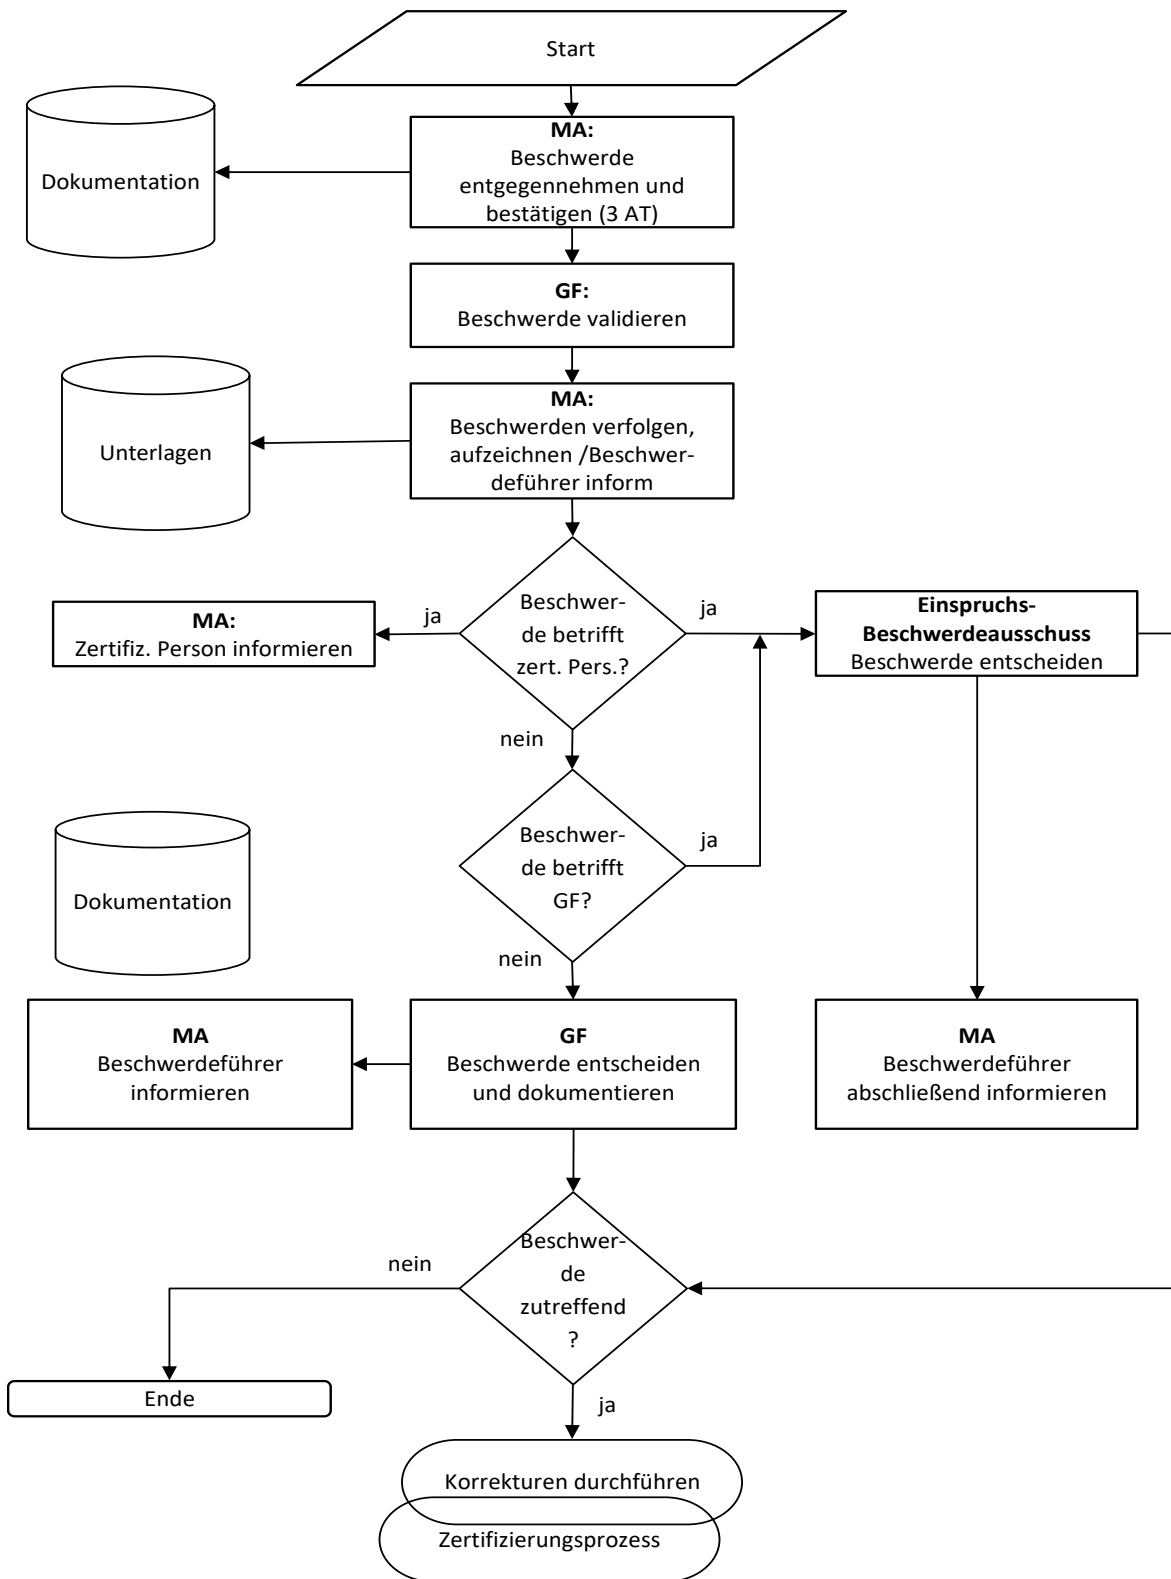 Start
MA:
Beschwerde
entgegennehmen und
bestätigen (3 AT)
Dokumentation
GF:
Beschwerde validieren
MA:
Beschwerden verfolgen,
aufzeichnen /Beschwer-
deführer inform
Unterlagen
Beschwer-
de betrifft
zert. Pers.?
ja
ja
MA:
Zertifiz. Person informieren
Einspruchs-
Beschwerdeausschuss
Beschwerde entscheiden
nein
Beschwer-
de betrifft
GF?
ja
Dokumentation
nein
MA
Beschwerdeführer
informieren
GF
Beschwerde entscheiden
und dokumentieren
MA
Beschwerdeführer
abschließend informieren
Beschwer-
de
zutreffend
?
nein
Ende
ja
Korrekturen durchführen
Zertifizierungsprozess